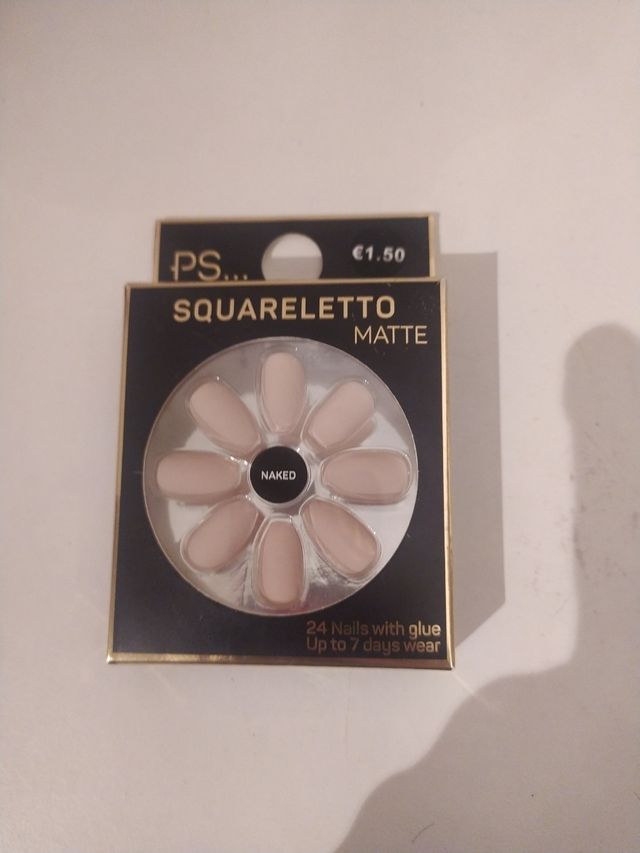 PS... €1.50
SQUARELETTO
MATTE
NAKED
24 Nails with glue
Up to 7 days wear